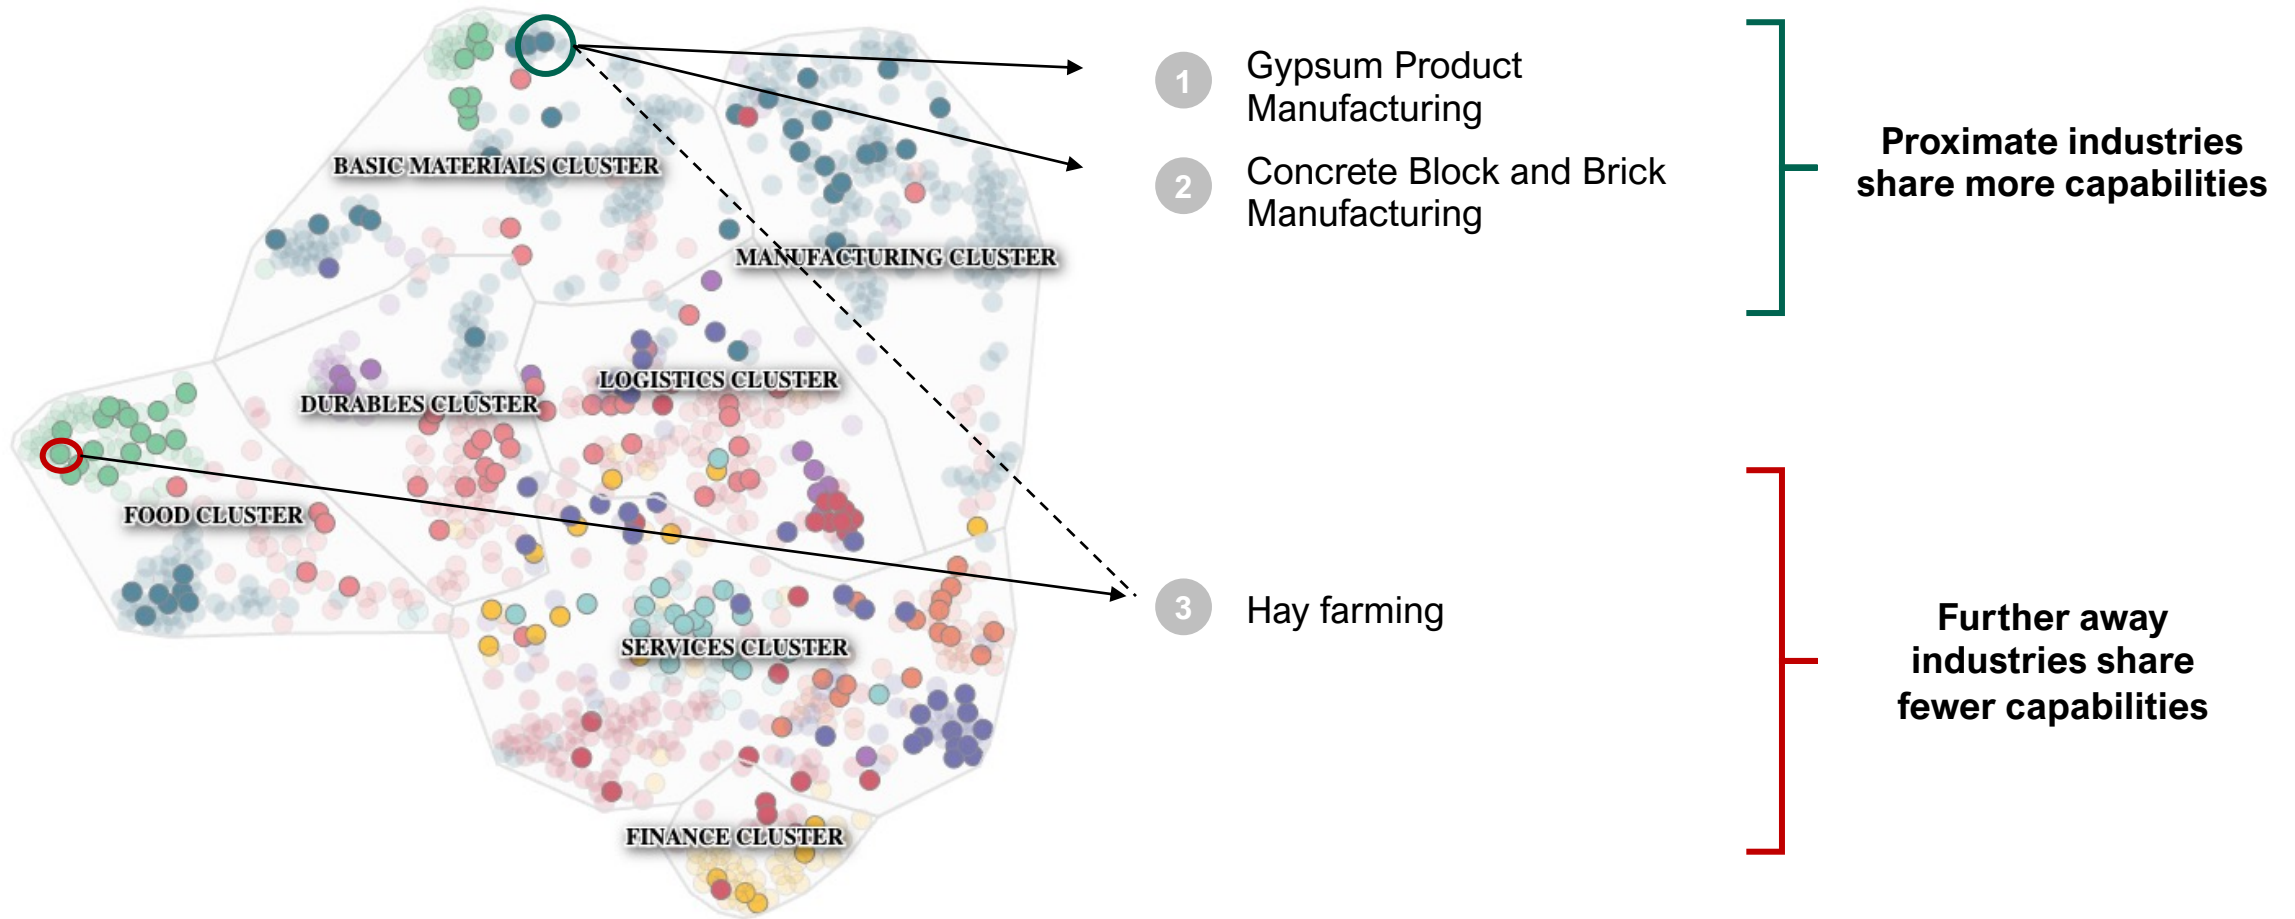 BASIC MATERIALS CLUSTER
MANUFACTURING CLUSTER
LOGISTICS CLUSTER
DURABLES CLUSTER
FOOD CLUSTER
SERVICES CLUSTER
FINANCE CLUSTER
1
Gypsum Product
Manufacturing
2
Concrete Block and Brick
Manufacturing
3
Hay farming
Proximate industries
share more capabilities
Further away
industries share
fewer capabilities